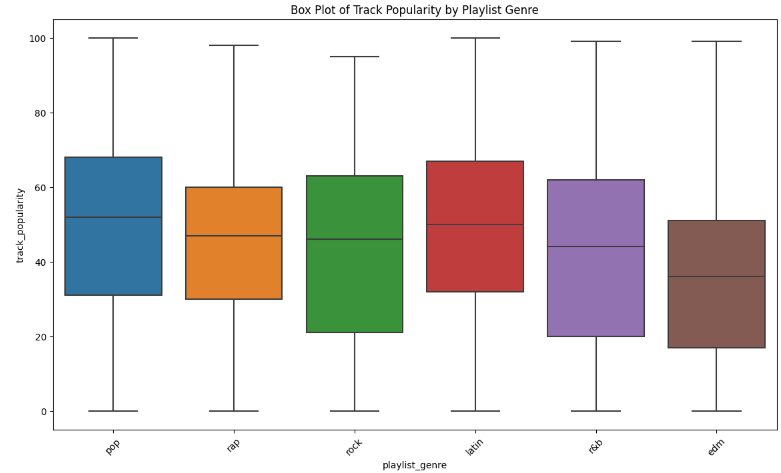 Box Plot of Track Popularity by Playlist Genre
track_popularity
100
80
60
40
20
0
pop
rap
rock
latin
r&b
edm
playlist_genre